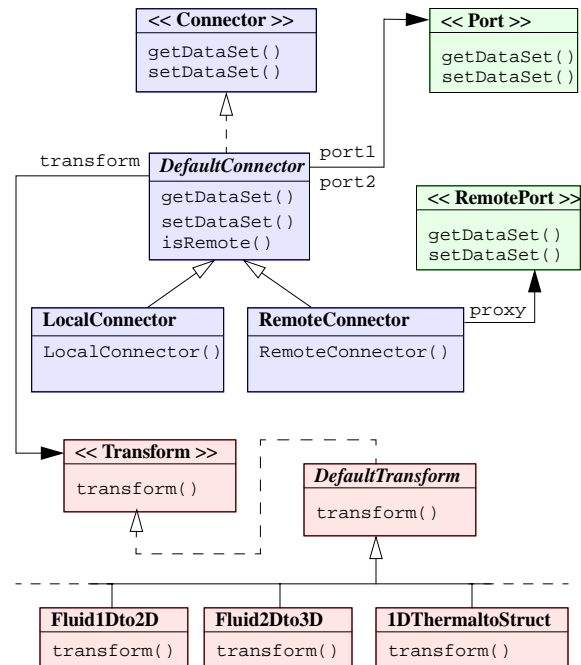 << Connector >>
getDataSet()
setDataSet()
<< Port >>
getDataSet()
setDataSet()
transform
port1
port2
DefaultConnector
getDataSet()
setDataSet()
isRemote()
<< RemotePort >>
getDataSet()
setDataSet()
LocalConnector
LocalConnector()
RemoteConnector
RemoteConnector()
proxy
<< Transform >>
transform()
DefaultTransform
transform()
Fluid1Dto2D
transform()
Fluid2Dto3D
transform()
1DThermaltoStruct
transform()